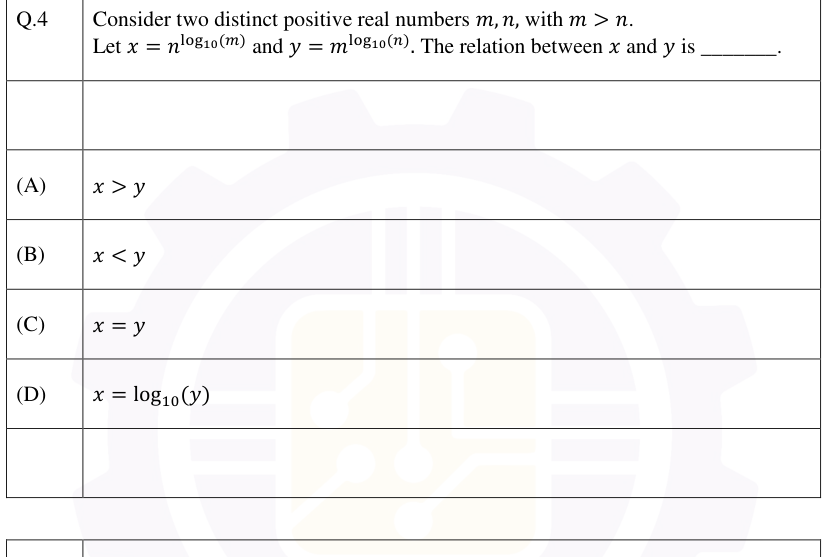 Q.4 Consider two distinct positive real numbers 𝑚, 𝑛, with 𝑚 > 𝑛.
Let 𝑥 = 𝑛^{log₁₀(𝑚)} and 𝑦 = 𝑚^{log₁₀(𝑛)}. The relation between 𝑥 and 𝑦 is _______.
(A) 𝑥 > 𝑦
(B) 𝑥 < 𝑦
(C) 𝑥 = 𝑦
(D) 𝑥 = log₁₀(𝑦)